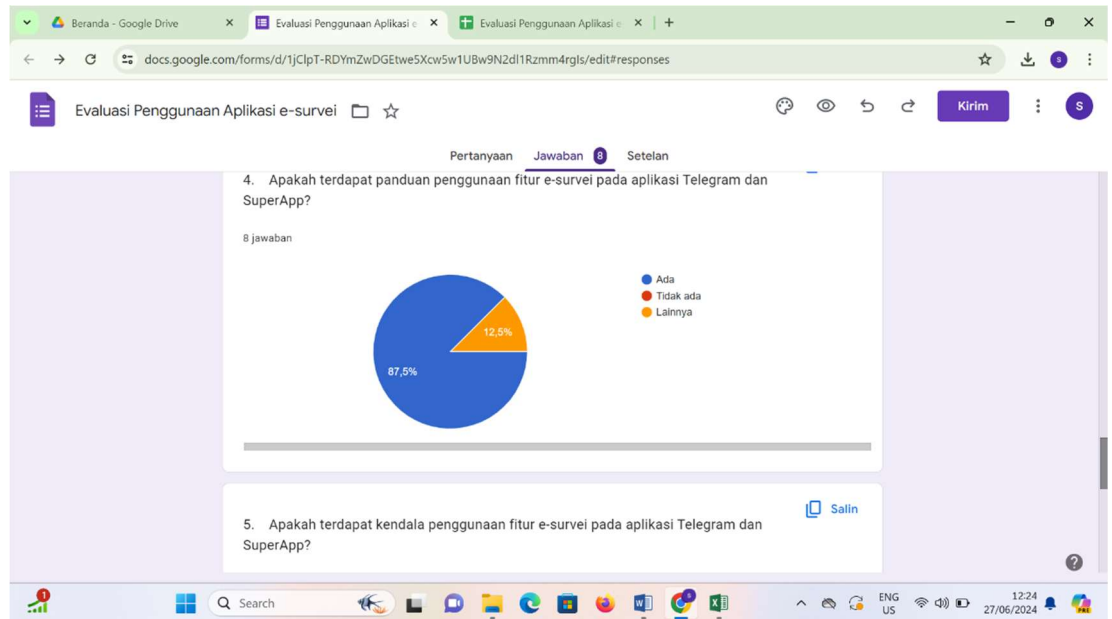 Beranda - Google Drive
Evaluasi Penggunaan Aplikasi e
Evaluasi Penggunaan Aplikasi e
docs.google.com/forms/d/1jClpT-RDYmZwDGEtwe5Xcw5w1UBw9N2dl1Rzmm4rgls/edit#responses
S
Evaluasi Penggunaan Aplikasi e-survei
Kirim
S
Pertanyaan Jawaban 8 Setelan
4. Apakah terdapat panduan penggunaan fitur e-survei pada aplikasi Telegram dan
SuperApp?
8 jawaban
Ada
Tidak ada
Lainnya
12,5%
87,5%
Salin
5. Apakah terdapat kendala penggunaan fitur e-survei pada aplikasi Telegram dan
SuperApp?
1
Search
ENG
US
12:24
27/06/2024
PRE